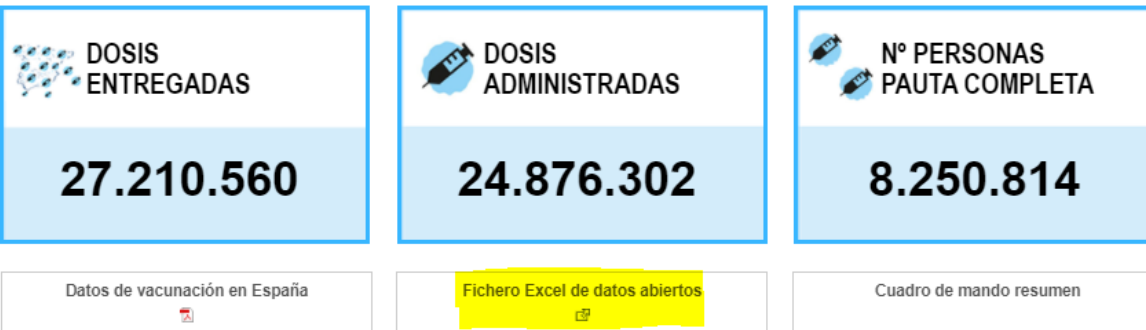 DOSIS
ENTREGADAS
27.210.560
DOSIS
ADMINISTRADAS
24.876.302
Nº PERSONAS
PAUTA COMPLETA
8.250.814
Datos de vacunación en España
Fichero Excel de datos abiertos
Cuadro de mando resumen